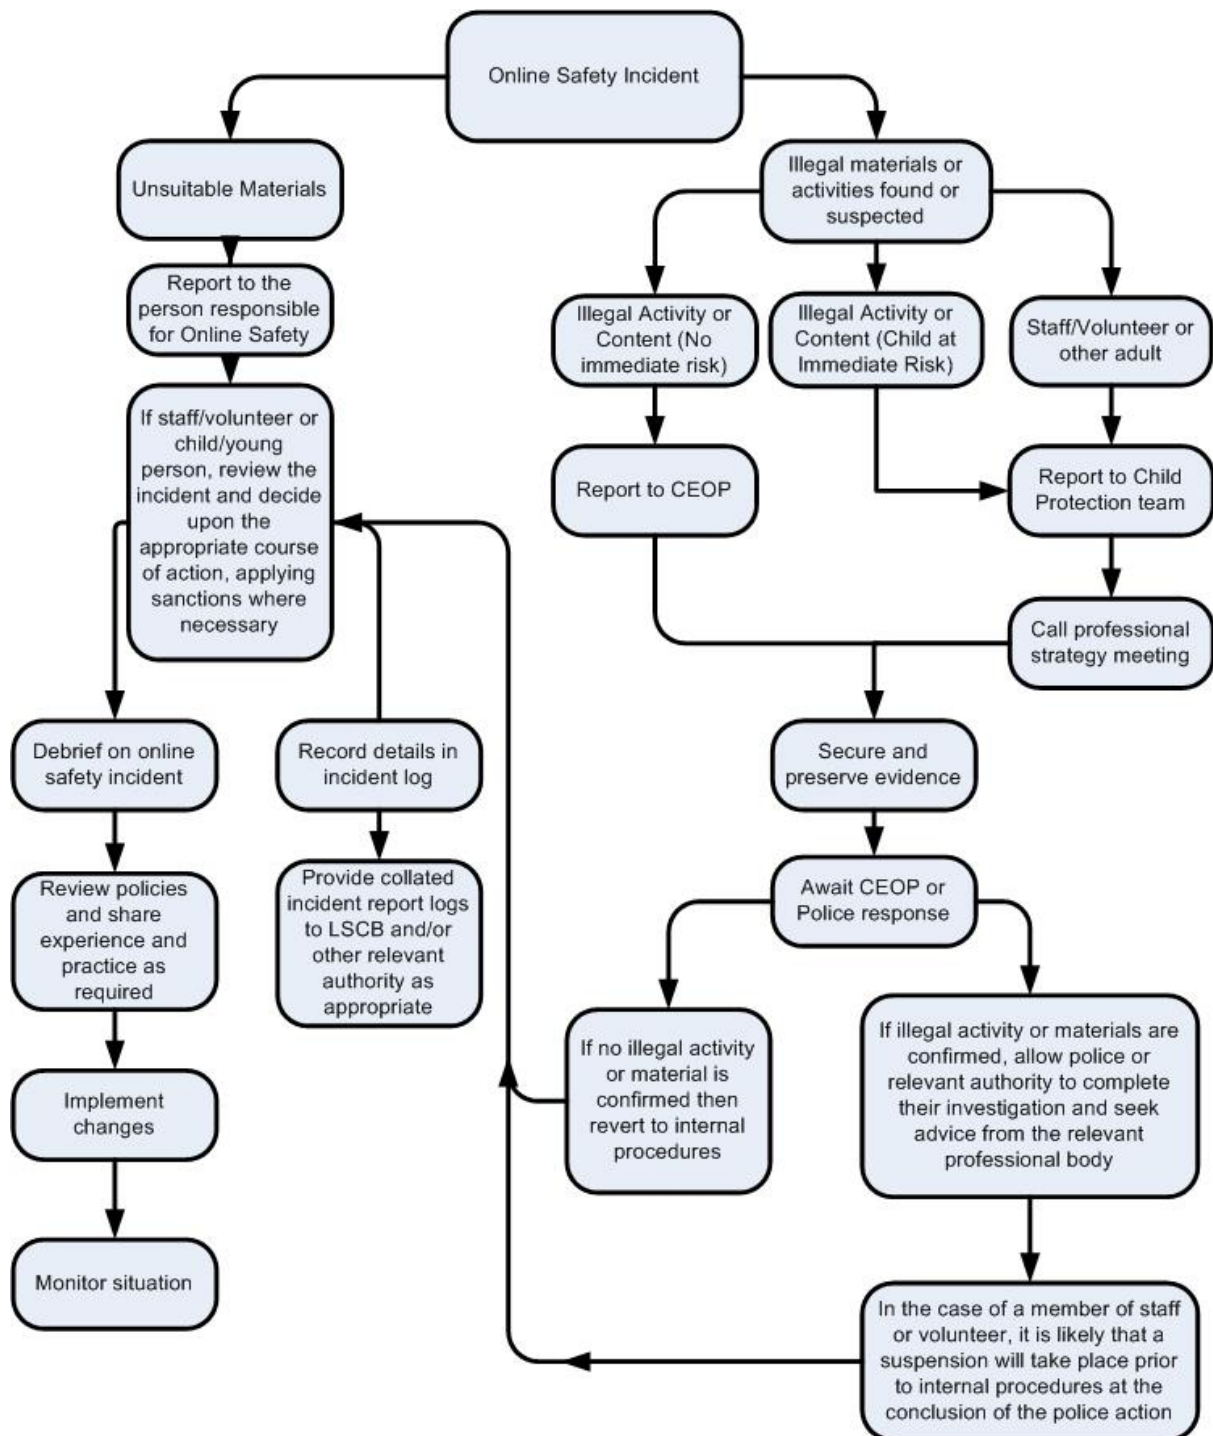 Online Safety Incident
Unsuitable Materials
Illegal materials or
activities found or
suspected
Report to the
person responsible
for Online Safety
Illegal Activity or
Content (No
immediate risk)
Illegal Activity or
Content (Child at
Immediate Risk)
Staff/Volunteer or
other adult
If staff/volunteer or
child/young
person, review the
incident and decide
upon the
appropriate course
of action, applying
sanctions where
necessary
Report to CEOP
Report to Child
Protection team
Call professional
strategy meeting
Debrief on online
safety incident
Record details in
incident log
Secure and
preserve evidence
Review policies
and share
experience and
practice as
required
Provide collated
incident report logs
to LSCB and/or
other relevant
authority as
appropriate
Await CEOP or
Police response
If no illegal activity
or material is
confirmed then
revert to internal
procedures
If illegal activity or materials are
confirmed, allow police or
relevant authority to complete
their investigation and seek
advice from the relevant
professional body
Implement
changes
Monitor situation
In the case of a member of staff
or volunteer, it is likely that a
suspension will take place prior
to internal procedures at the
conclusion of the police action